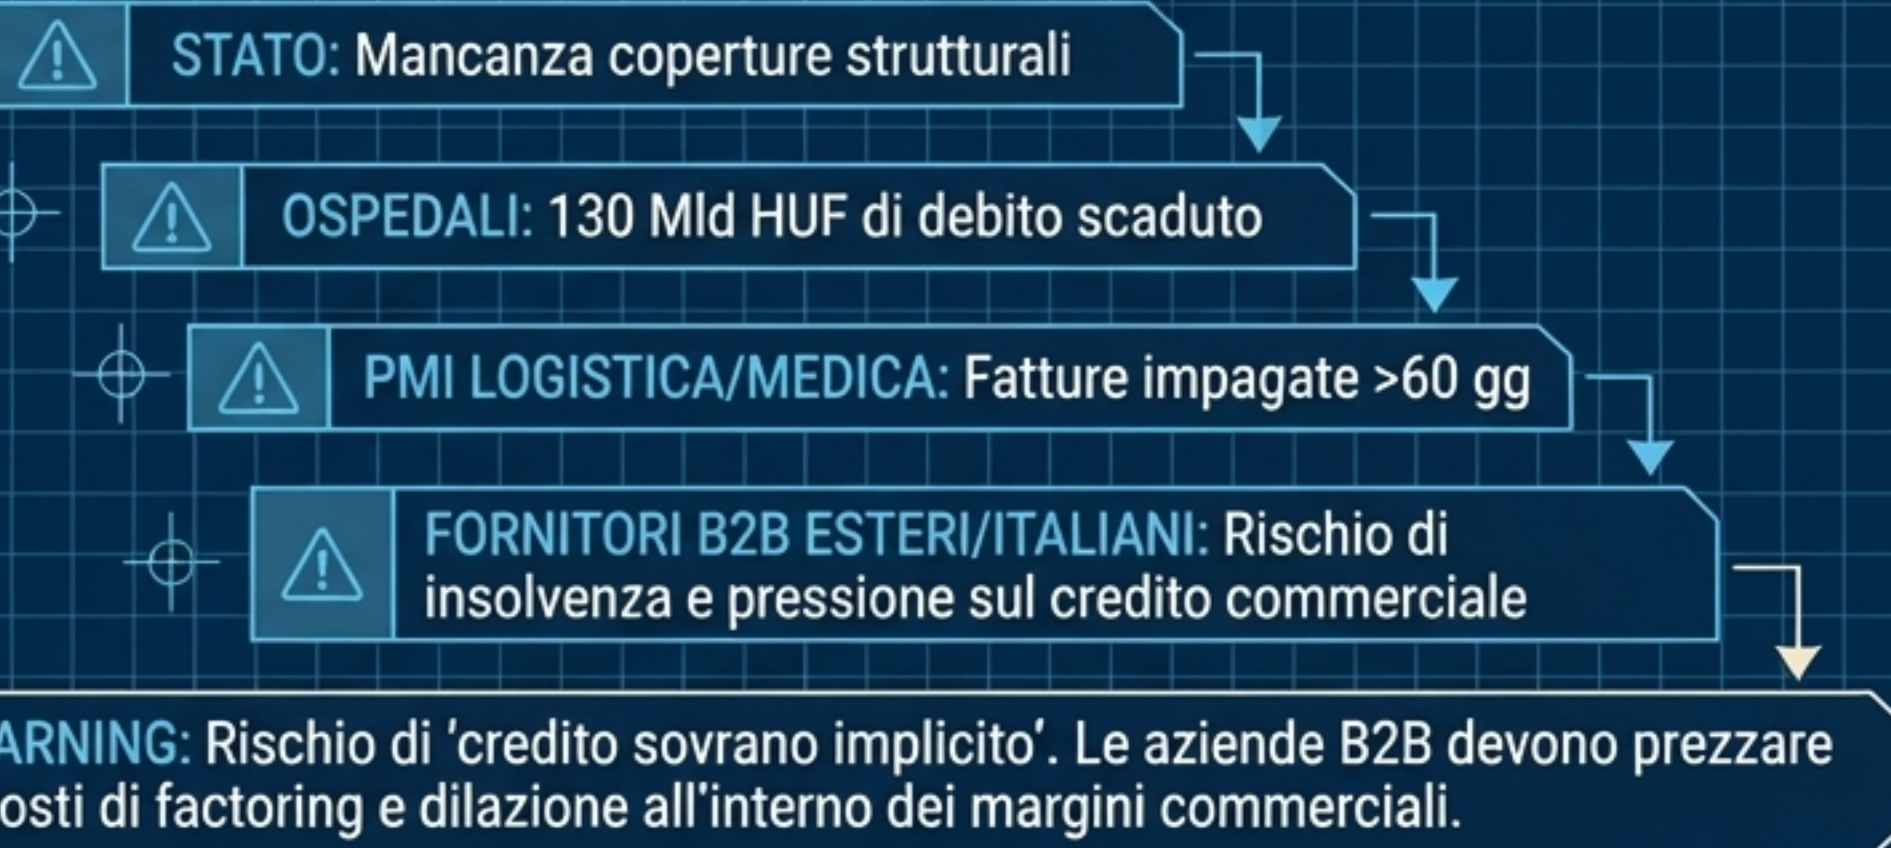 STATO: Mancanza coperture strutturali
OSPEDALI: 130 Mld HUF di debito scaduto
PMI LOGISTICA/MEDICA: Fatture impagate >60 gg
FORNITORI B2B ESTERI/ITALIANI: Rischio di
insolvenza e pressione sul credito commerciale
ARNING: Rischio di 'credito sovrano implicito'. Le aziende B2B devono prezzare
osti di factoring e dilazione all'interno dei margini commerciali.